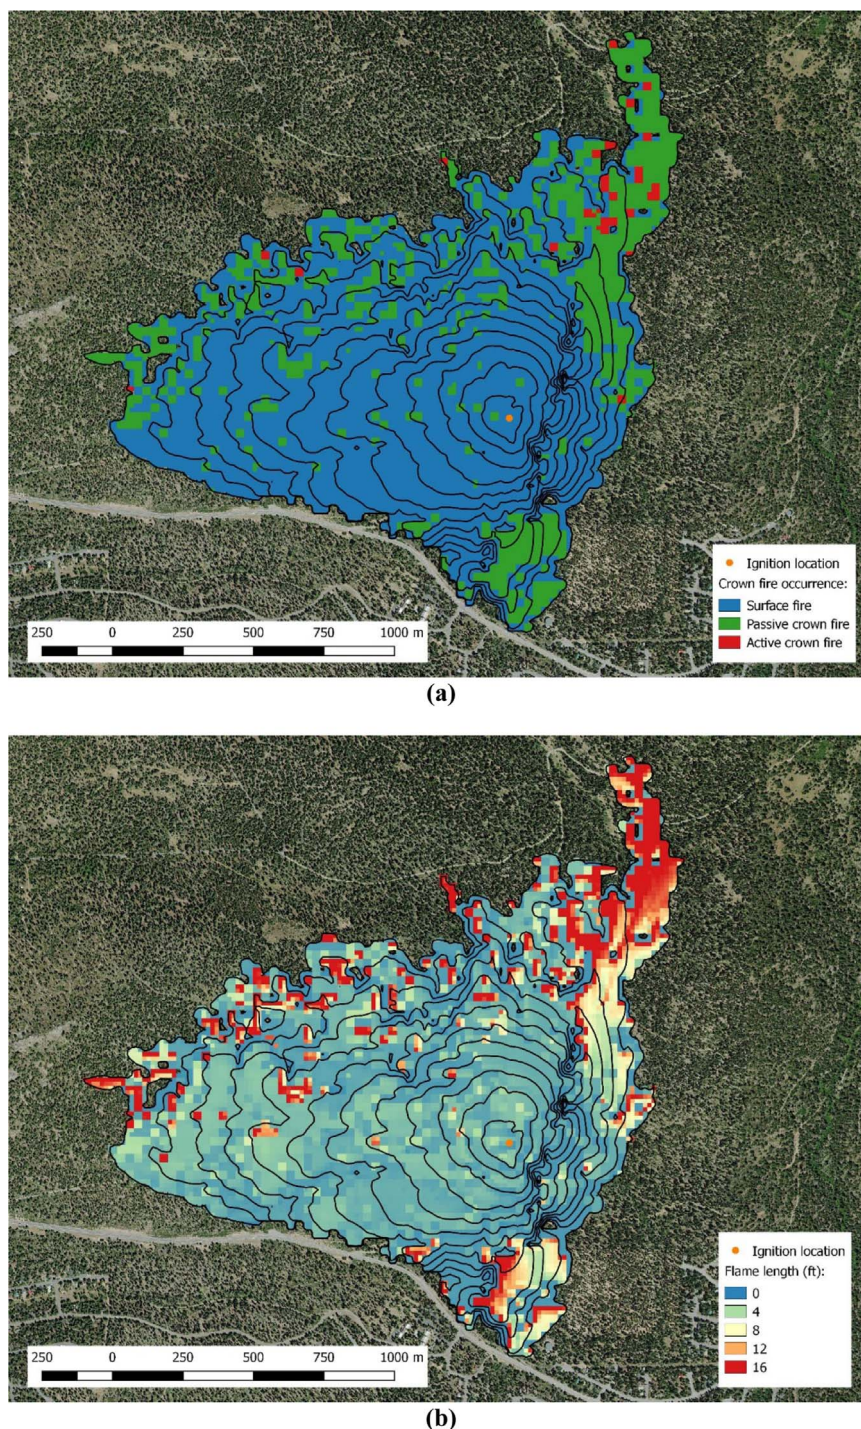 Ignition location
Crown fire occurrence:
Surface fire
Passive crown fire
Active crown fire
250 0 250 500 750 1000 m
(a)
Ignition location
Flame length (ft):
0
4
8
12
16
250 0 250 500 750 1000 m
(b)